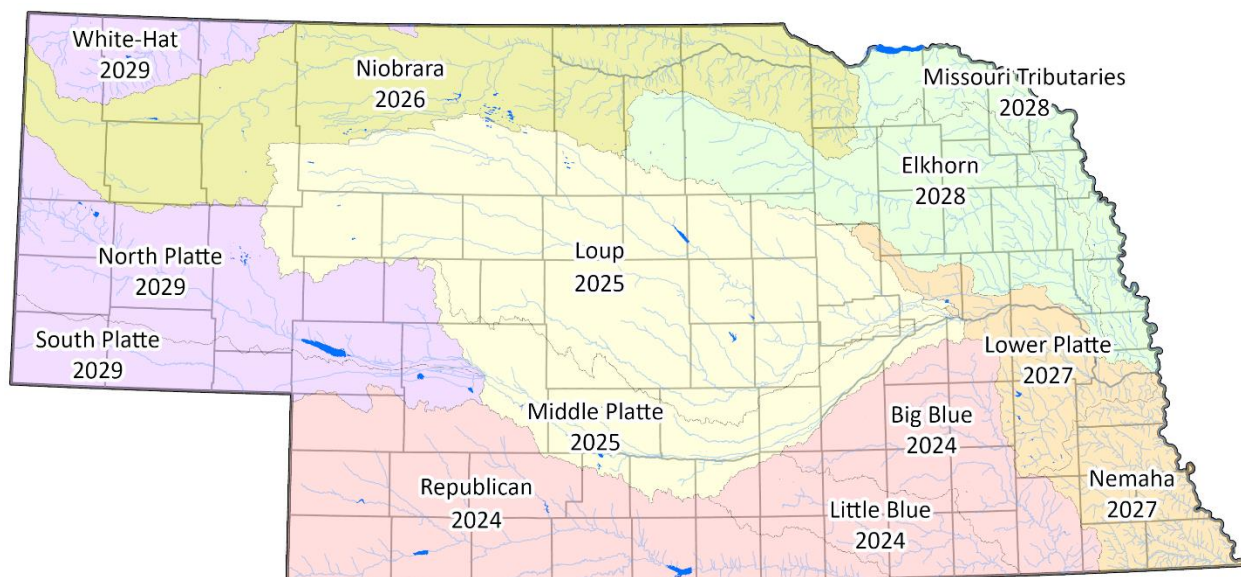 White-Hat
2029
Niobrara
2026
Missouri Tributaries
2028
Elkhorn
2028
North Platte
2029
Loup
2025
South Platte
2029
Lower Platte
2027
Middle Platte
2025
Big Blue
2024
Republican
2024
Nemaha
2027
Little Blue
2024